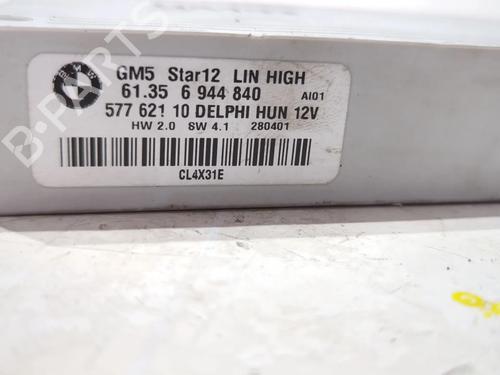 BMW
GM5 Star12 LIN HIGH
61.35 6 944 840 AI01
577 621 10 DELPHI HUN 12V
HW 2.0 SW 4.1 280401
CL4X31E
B-PARTS